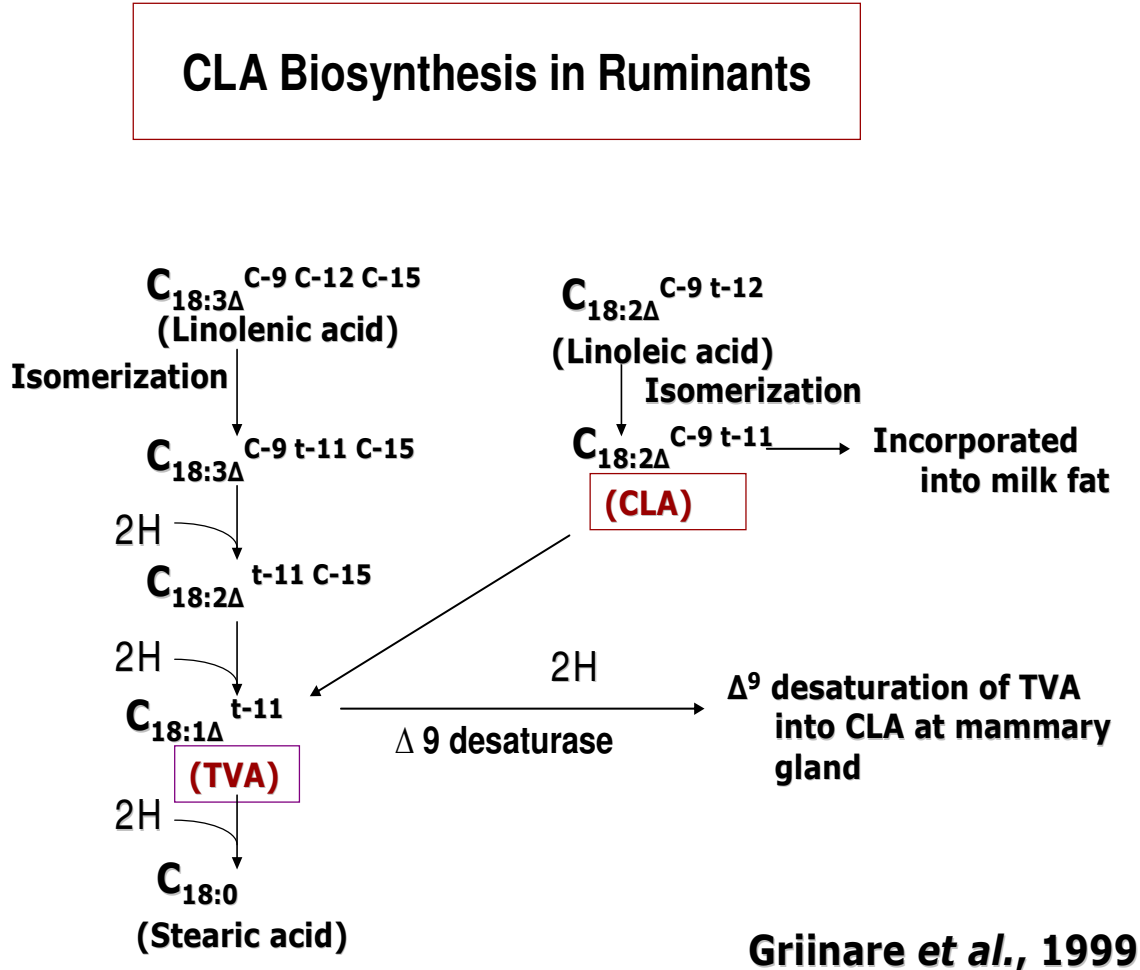 CLA Biosynthesis in Ruminants
C18:3Δ C-9 C-12 C-15
(Linolenic acid)
Isomerization
C18:3Δ C-9 t-11 C-15
2H
C18:2Δ t-11 C-15
2H
C18:1Δ t-11
(TVA)
2H
C18:0
(Stearic acid)
C18:2Δ C-9 t-12
(Linoleic acid)
Isomerization
C18:2Δ C-9 t-11
(CLA)
Incorporated
into milk fat
2H
Δ 9 desaturase
Δ9 desaturation of TVA
into CLA at mammary
gland
Griinare et al., 1999